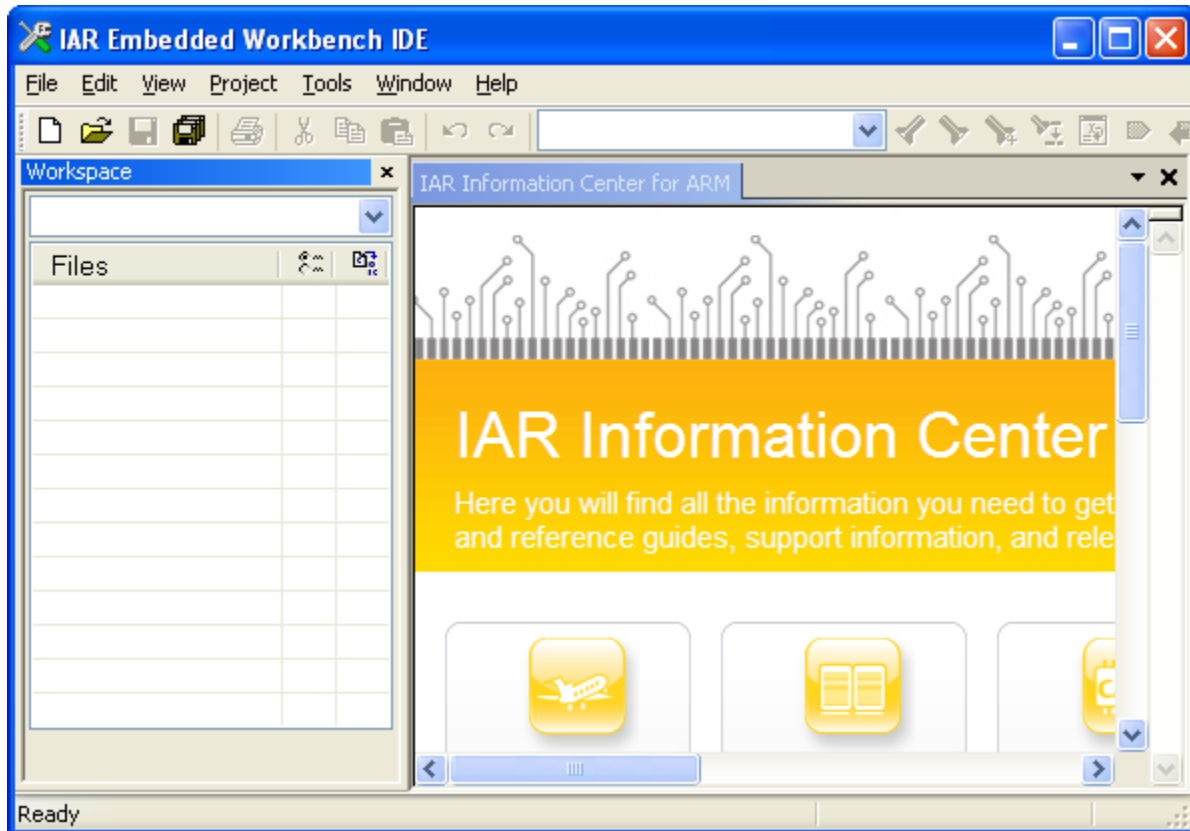 IAR Embedded Workbench IDE
File Edit View Project Tools Window Help
Workspace
IAR Information Center for ARM
Files
IAR Information Center
Here you will find all the information you need to get
and reference guides, support information, and rele
Ready